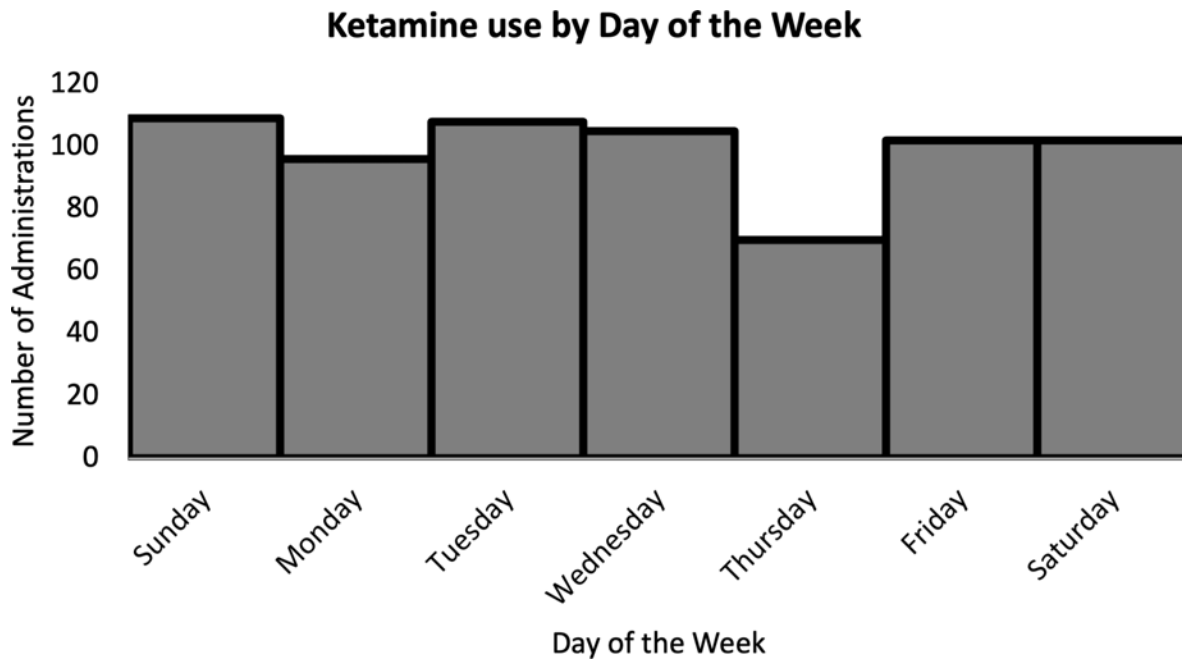 Ketamine use by Day of the Week
Number of Administrations
120
100
80
60
40
20
0
Sunday
Monday
Tuesday
Wednesday
Thursday
Friday
Saturday
Day of the Week